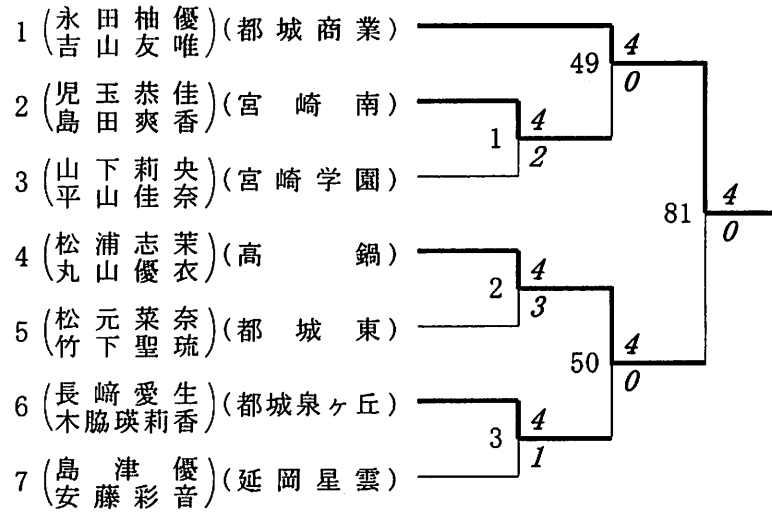 1 (永田柚優 吉山友唯) (都城商業)
2 (児玉恭佳 島田爽香) (宮崎南)
3 (山下莉央 平山佳奈) (宮崎学園)
4 (松浦志茉 丸山優衣) (高鍋)
5 (松元菜奈 竹下聖琉) (都城東)
6 (長﨑愛生 木脇瑛莉香) (都城泉ヶ丘)
7 (島津優 安藤彩音) (延岡星雲)
49 4 0
1 4 2
81 4 0
2 4 3
50 4 0
3 4 1